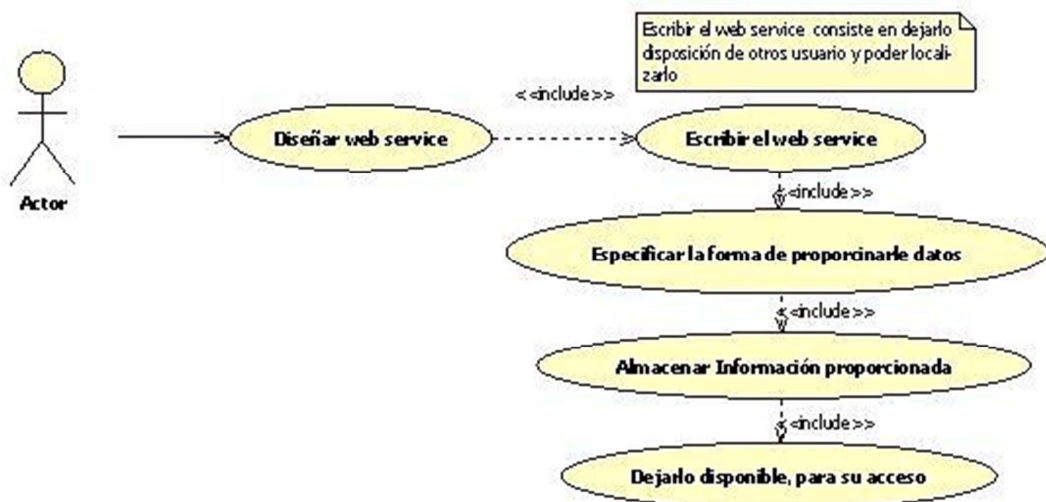 Escribir el web service consiste en dejarlo
disposición de otros usuario y poder locali-
zarlo
<<include>>
Diseñar web service
Escribir el web service
Actor
<<include>>
Especificar la forma de proporcinarle datos
<<include>>
Almacenar Información proporcionada
<<include>>
Dejarlo disponible, para su acceso